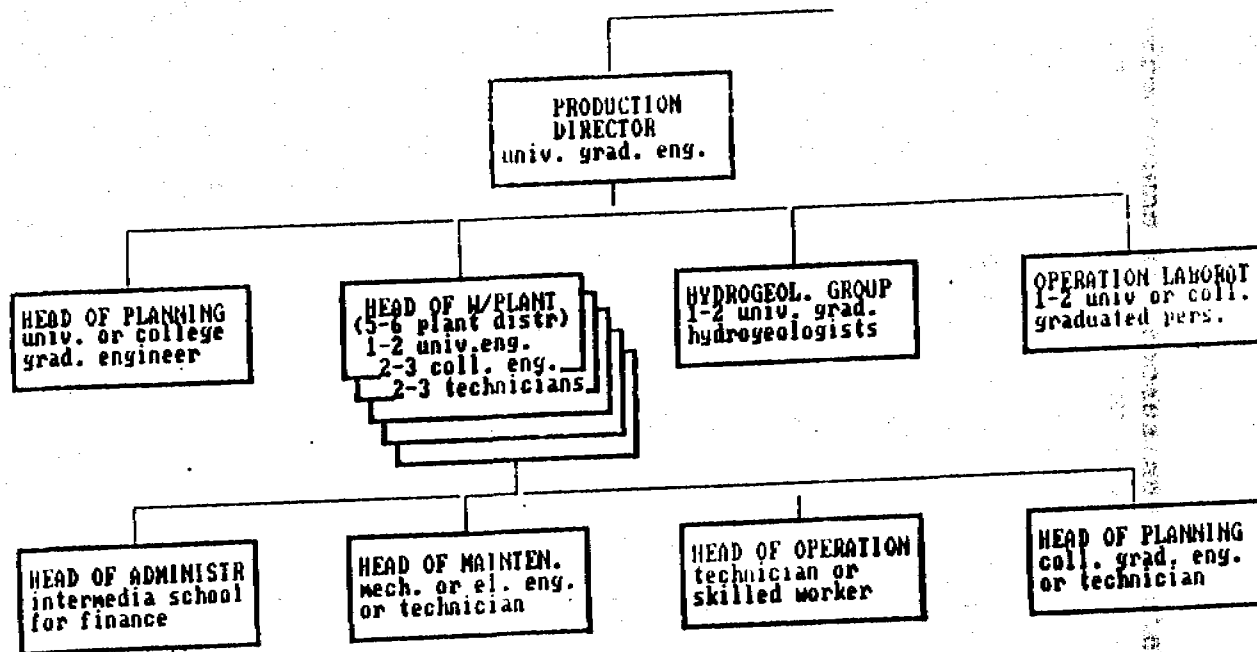 PRODUCTION
DIRECTOR
univ. grad. eng.
HEAD OF PLANNING
univ. or college
grad. engineer
HEAD OF W/PLANT
(5-6 plant distr)
1-2 univ.eng.
2-3 coll. eng.
2-3 technicians
HYDROGEOL. GROUP
1-2 univ. grad.
hydrogeologists
OPERATION LABORAT
1-2 univ or coll.
graduated pers.
HEAD OF ADMINISTR
intermedia school
for finance
HEAD OF MAINTEN.
mech. or el. eng.
or technician
HEAD OF OPERATION
technician or
skilled worker
HEAD OF PLANNING
coll. grad. eng.
or technician